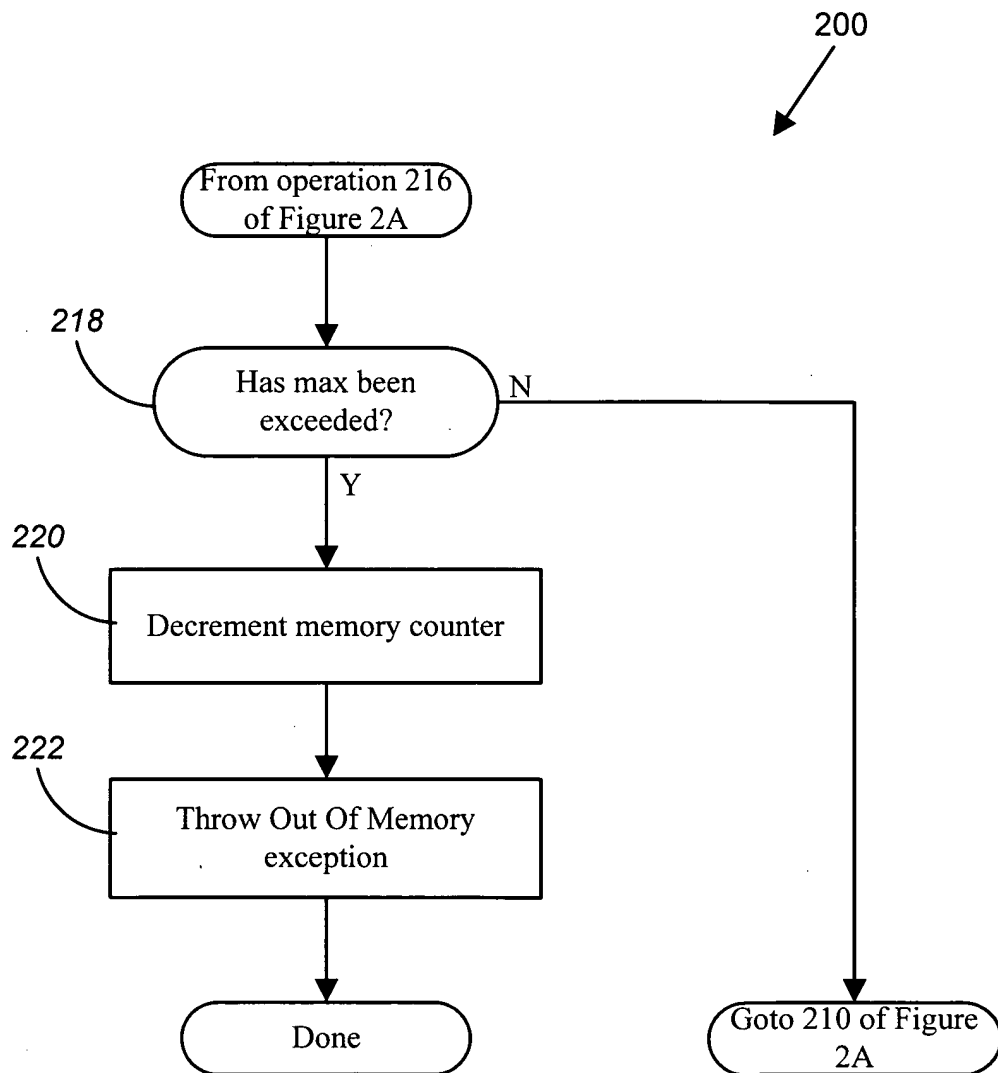 200
From operation 216
of Figure 2A
218
Has max been
exceeded?
N
Y
220
Decrement memory counter
222
Throw Out Of Memory
exception
Done
Goto 210 of Figure
2A